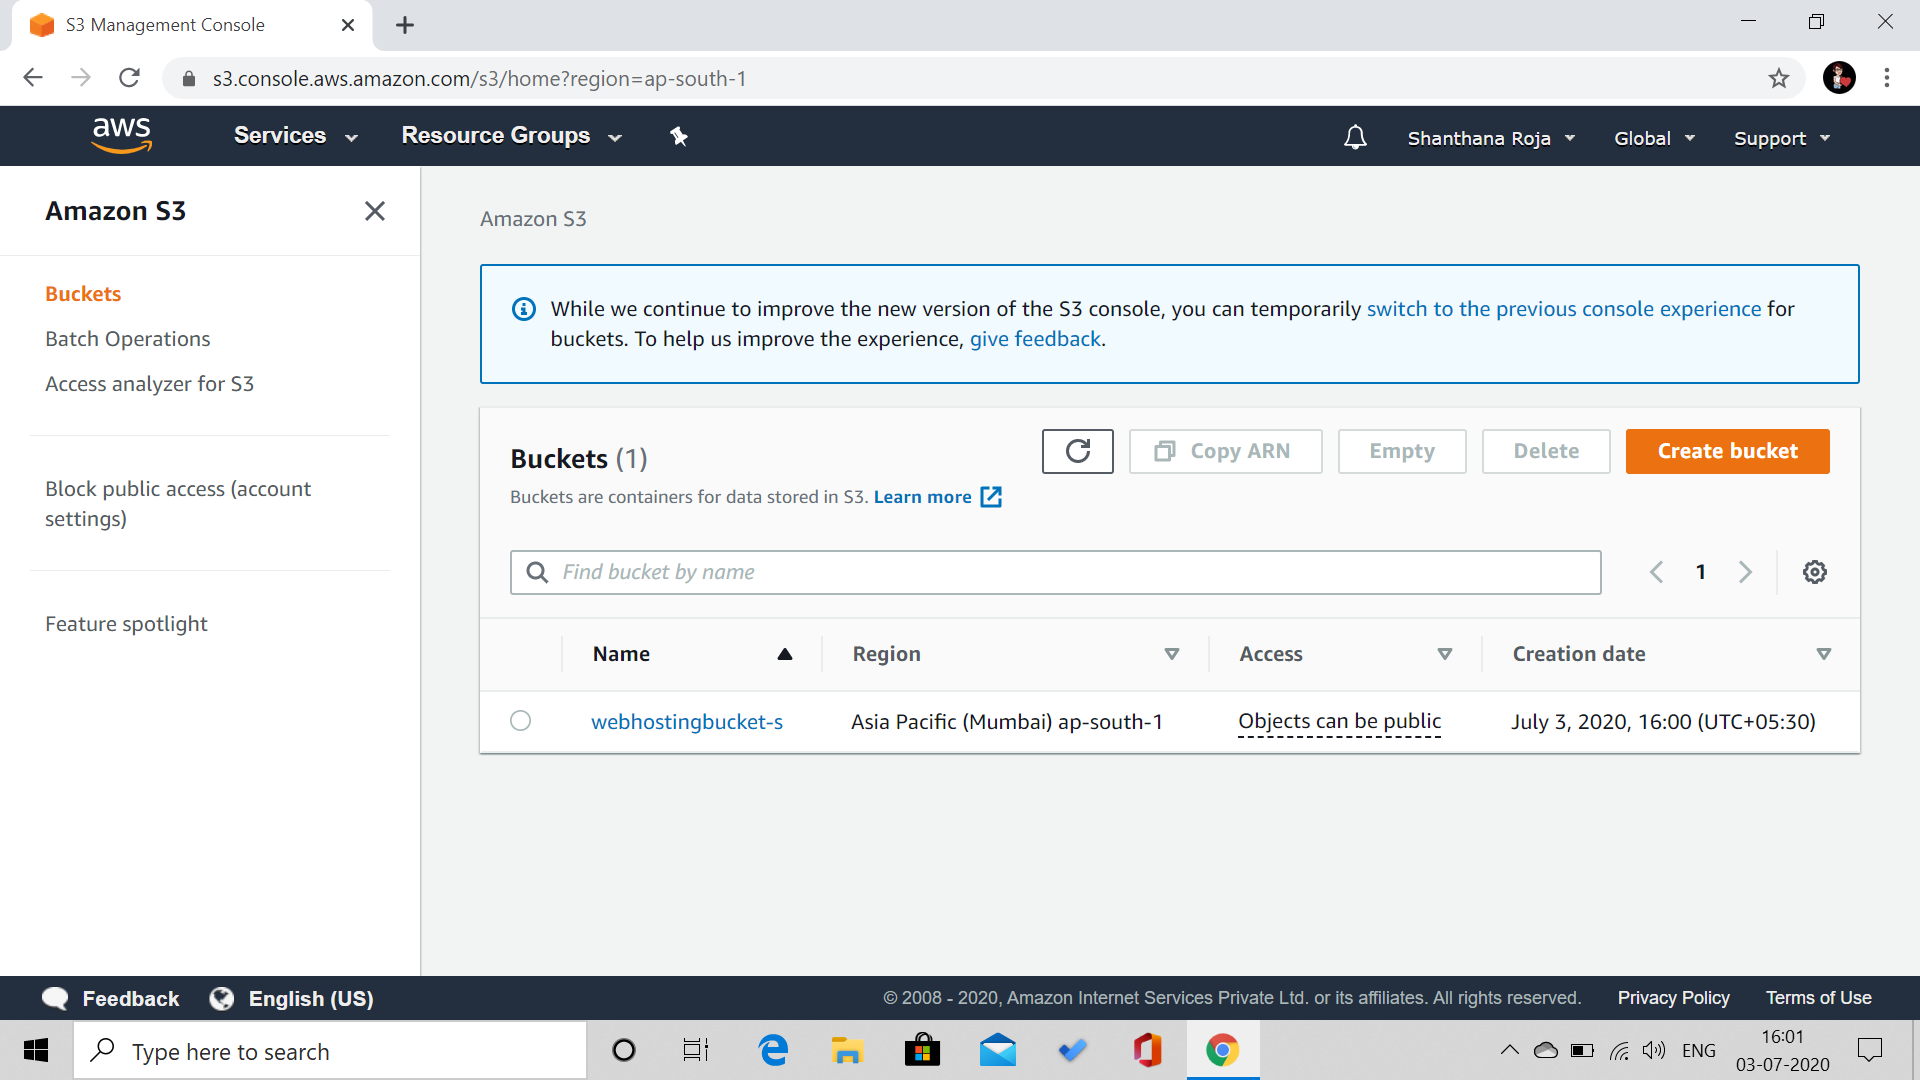 S3 Management Console
s3.console.aws.amazon.com/s3/home?region=ap-south-1
aws
Services
Resource Groups
Shanthana Roja
Global
Support
Amazon S3
Buckets
Batch Operations
Access analyzer for S3
Block public access (account
settings)
Feature spotlight
Amazon S3
While we continue to improve the new version of the S3 console, you can temporarily switch to the previous console experience for
buckets. To help us improve the experience, give feedback.
Buckets (1)
Copy ARN
Empty
Delete
Create bucket
Buckets are containers for data stored in S3. Learn more
Find bucket by name
1
Name
Region
Access
Creation date
webhostingbucket-s
Asia Pacific (Mumbai) ap-south-1
Objects can be public
July 3, 2020, 16:00 (UTC+05:30)
Feedback
English (US)
© 2008 - 2020, Amazon Internet Services Private Ltd. or its affiliates. All rights reserved.
Privacy Policy
Terms of Use
Type here to search
ENG
16:01
03-07-2020